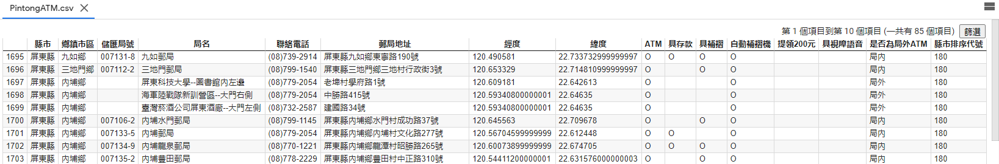 PintongATM.csv
第 1 個項目到第 10 個項目 (一共有 85 個項目) 篩選
縣市 鄉鎮市區 儲匯局號 局名 聯絡電話 郵局地址 經度 緯度 ATM 具存款 具補摺 自動補摺機 提領200元 具視障語音 是否為局外ATM 縣市排序代號
1695 屏東縣 九如鄉 007131-8 九如郵局 (08)739-2914 屏東縣九如鄉東寧路190號 120.490581 22.733732999999997 O O O O 局內 180
1696 屏東縣 三地門鄉 007112-2 三地門郵局 (08)799-1540 屏東縣三地門鄉三地村行政街3號 120.653329 22.714810999999997 O O O 局內 180
1697 屏東縣 內埔鄉 屏東科技大學--圖書館內左邊 (08)779-2054 老埤村學府路1號 120.609181 22.642613 O O 局外 180
1698 屏東縣 內埔鄉 海軍陸戰隊新訓營區--大門右側 (08)779-2054 中勝路415號 120.59340800000001 22.64635 O O 局外 180
1699 屏東縣 內埔鄉 臺灣菸酒公司屏東酒廠--大門左側 (08)732-2587 建國路34號 120.59340800000001 22.64635 O O 局外 180
1700 屏東縣 內埔鄉 007106-2 內埔水門郵局 (08)799-1145 屏東縣內埔鄉水門村成功路37號 120.645563 22.709678 O O O 局內 180
1701 屏東縣 內埔鄉 007133-5 內埔郵局 (08)779-2054 屏東縣內埔鄉內埔村文化路277號 120.56704599999999 22.612448 O O O 局內 180
1702 屏東縣 內埔鄉 007134-9 內埔龍泉郵局 (08)770-1221 屏東縣內埔鄉龍潭村昭勝路265號 120.60073899999999 22.674705 O O O O 局內 180
1703 屏東縣 內埔鄉 007135-2 內埔豐田郵局 (08)778-2229 屏東縣內埔鄉豐田村中正路310號 120.54411200000001 22.631576000000003 O O O 局內 180